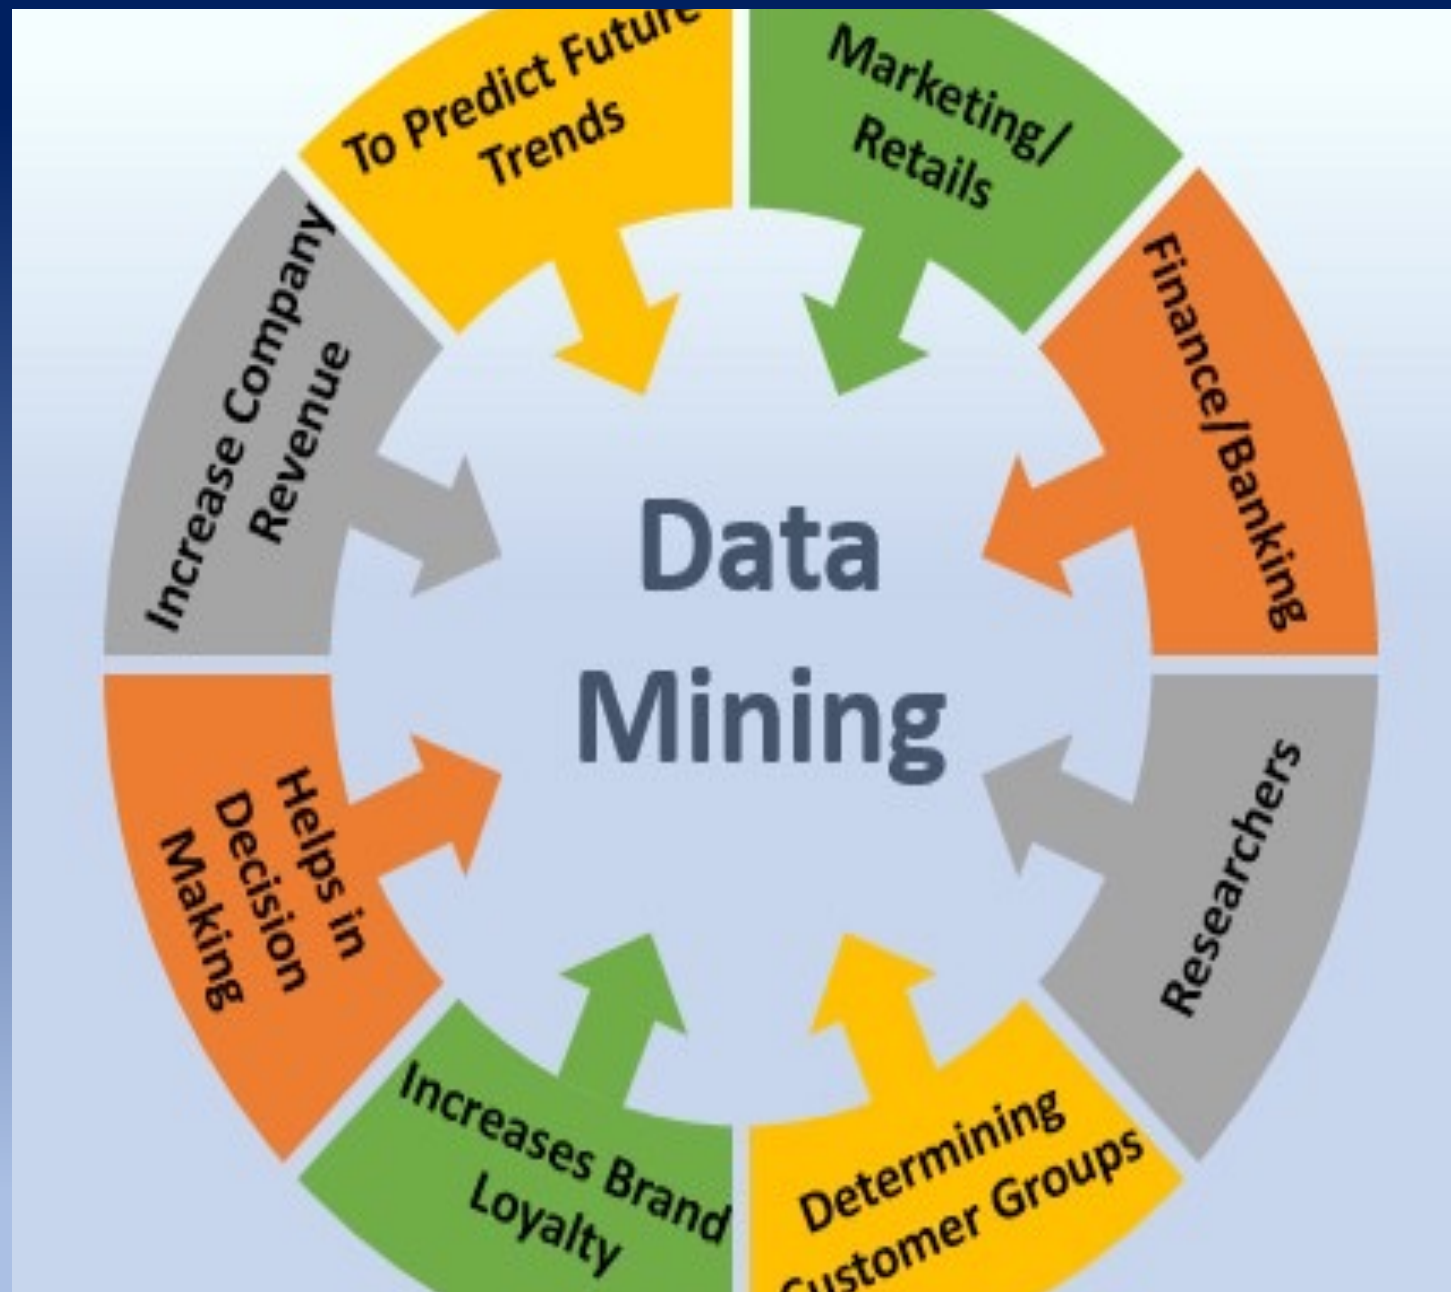 To Predict Future
Trends
Marketing/
Retails
Finance/Banking
Researchers
Determining
Customer Groups
Increases Brand
Loyalty
Helps in
Decision
Making
Increase Company
Revenue
Data
Mining